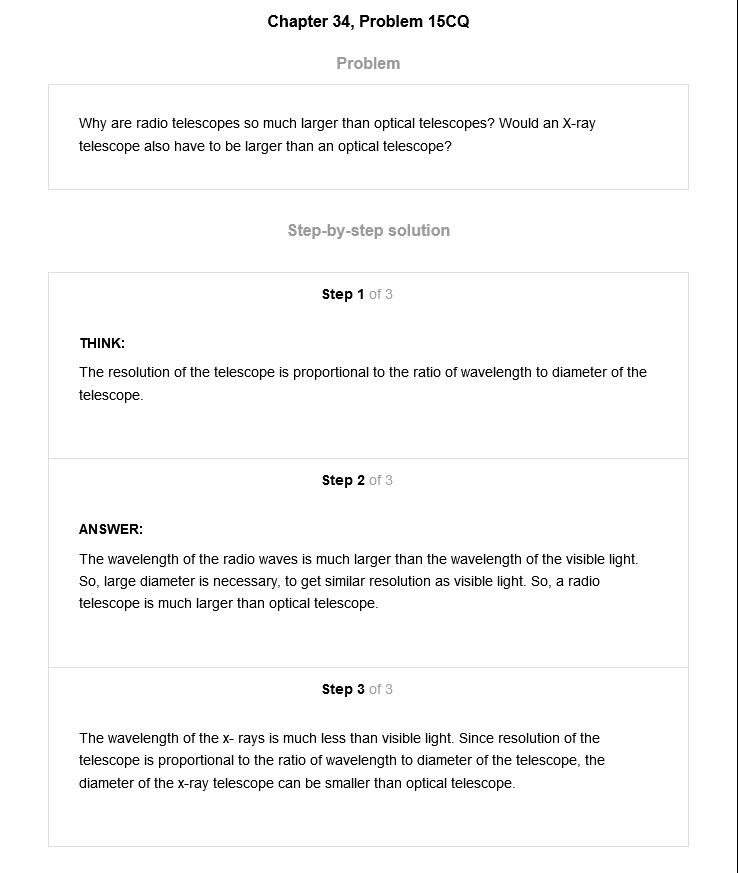 Chapter 34, Problem 15CQ
Problem
Why are radio telescopes so much larger than optical telescopes? Would an X-ray
telescope also have to be larger than an optical telescope?
Step-by-step solution
Step 1 of 3
THINK:
The resolution of the telescope is proportional to the ratio of wavelength to diameter of the
telescope.
Step 2 of 3
ANSWER:
The wavelength of the radio waves is much larger than the wavelength of the visible light.
So, large diameter is necessary, to get similar resolution as visible light. So, a radio
telescope is much larger than optical telescope.
Step 3 of 3
The wavelength of the x- rays is much less than visible light. Since resolution of the
telescope is proportional to the ratio of wavelength to diameter of the telescope, the
diameter of the x-ray telescope can be smaller than optical telescope.